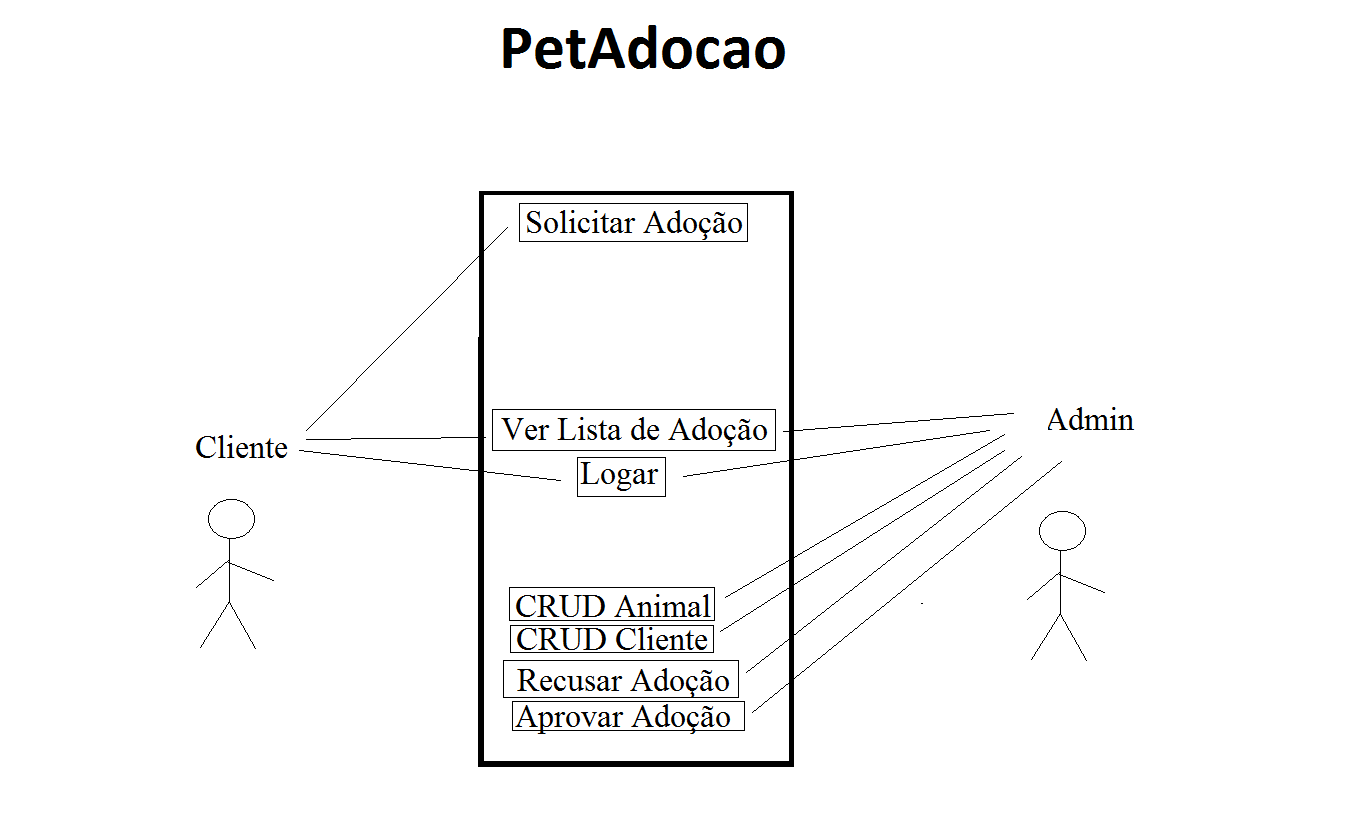 PetAdocao
Solicitar Adoção
Ver Lista de Adoção
Admin
Cliente
Logar
CRUD Animal
CRUD Cliente
Recusar Adoção
Aprovar Adoção